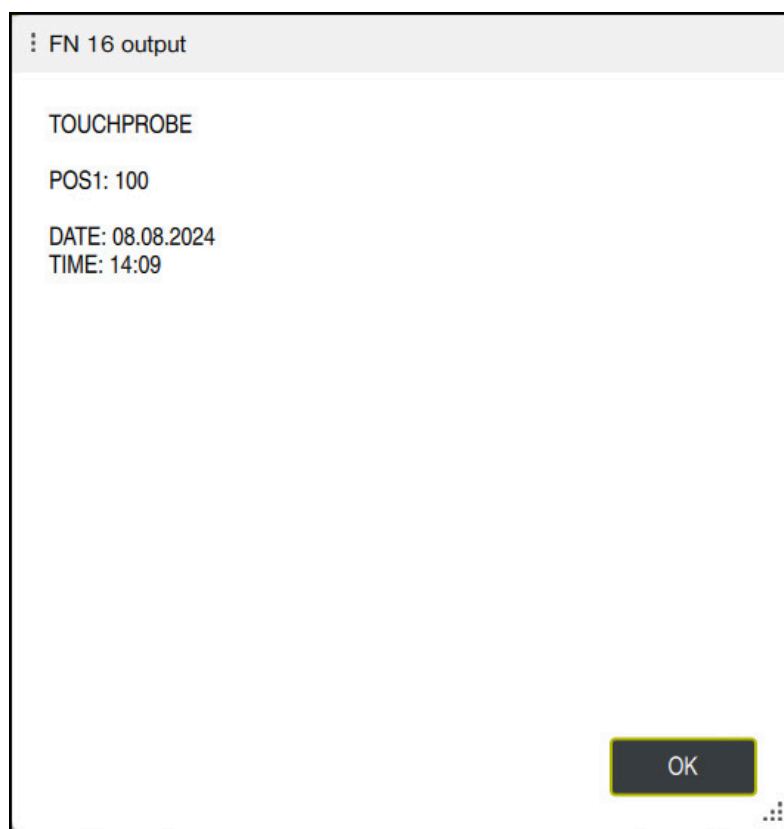 FN 16 output
TOUCHPROBE
POS1: 100
DATE: 08.08.2024
TIME: 14:09
OK